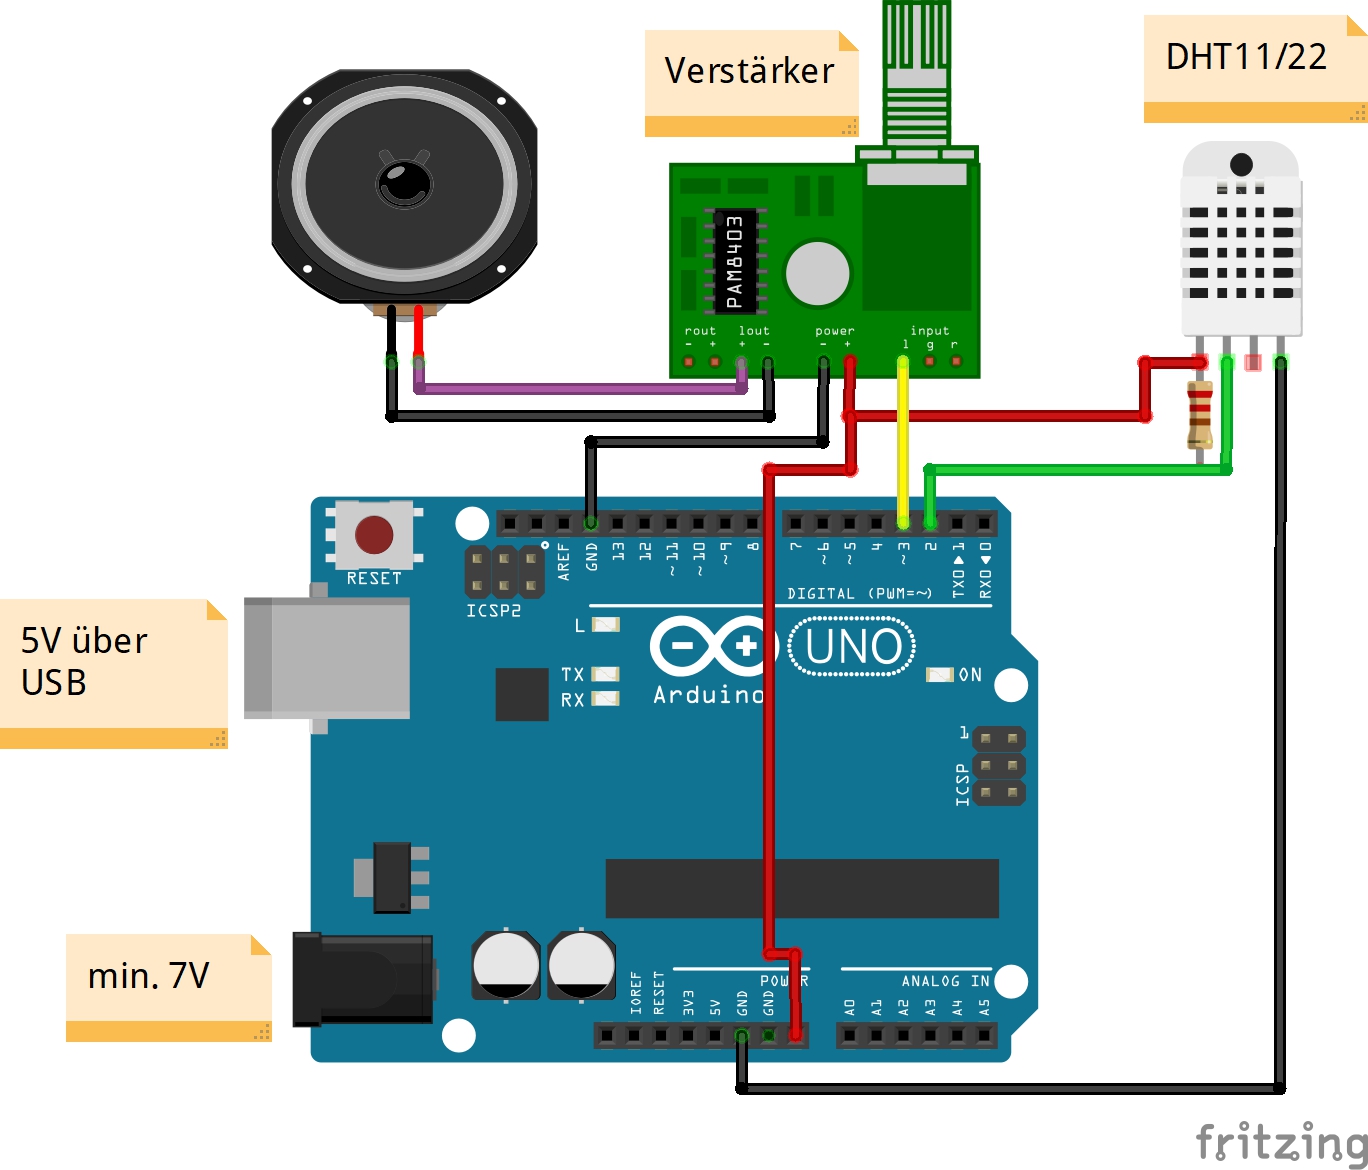 Verstärker
DHT11/22
PAM8403
rout lout power input
- + + - - + l g r
RESET
ICSP2
AREF
GND
13
12
~11
~10
~9
8
7
~6
~5
4
~3
2
TX0▶1
RX0◀0
DIGITAL (PWM=~)
L
TX
RX
Arduino
UNO
ON
5V über
USB
1
ICSP
min. 7V
POWER
ANALOG IN
IOREF
RESET
3V3
5V
GND
GND
A0
A1
A2
A3
A4
A5
fritzing